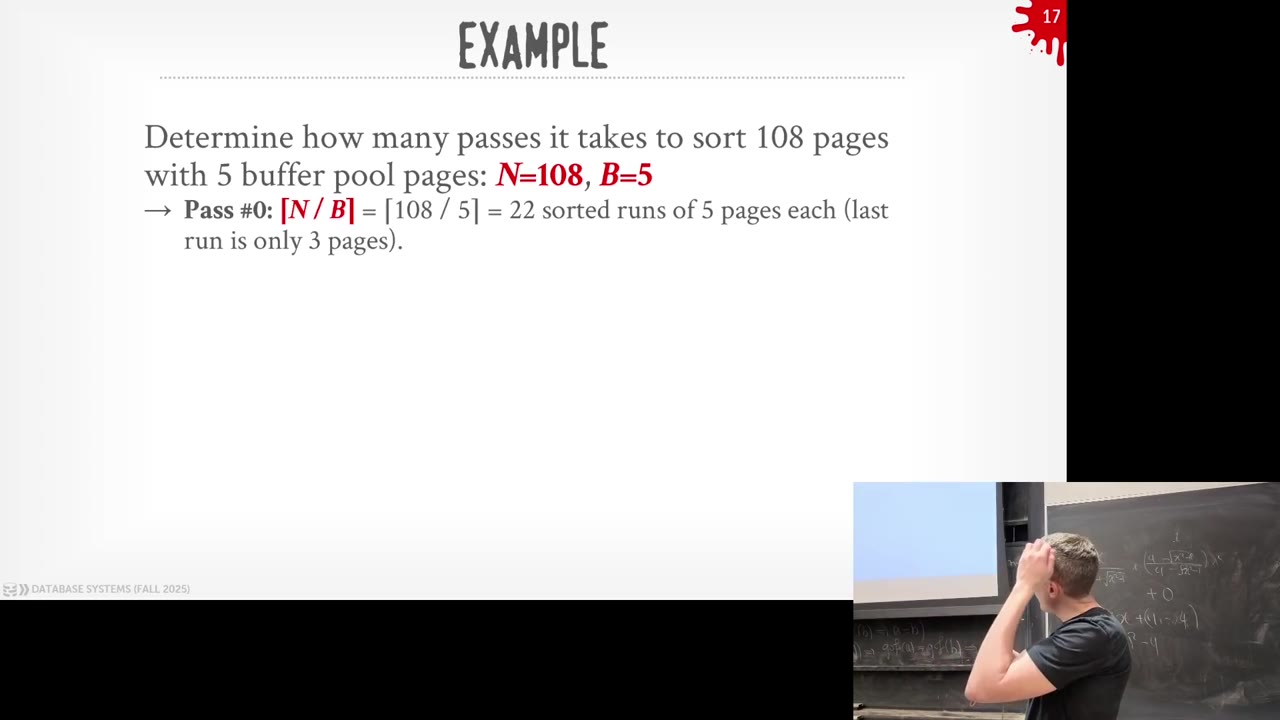 EXAMPLE
17
Determine how many passes it takes to sort 108 pages
with 5 buffer pool pages: N=108, B=5
→ Pass #0: ⌈N / B⌉ = ⌈108 / 5⌉ = 22 sorted runs of 5 pages each (last
run is only 3 pages).
DATABASE SYSTEMS (FALL 2025)
+0